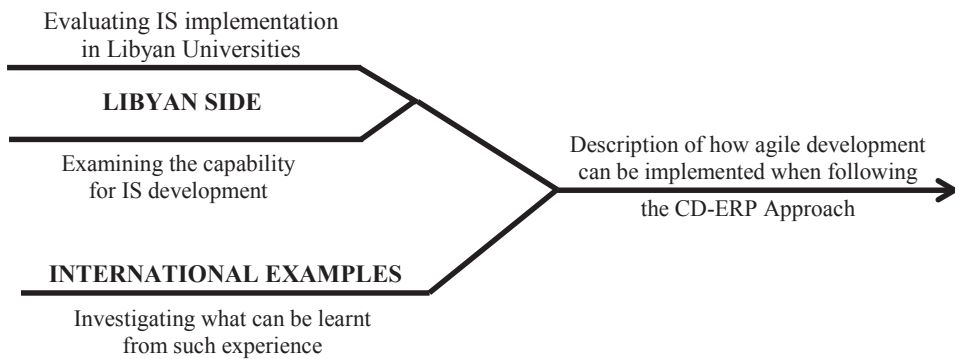 Evaluating IS implementation
in Libyan Universities
LIBYAN SIDE
Examining the capability
for IS development
Description of how agile development
can be implemented when following
the CD-ERP Approach
INTERNATIONAL EXAMPLES
Investigating what can be learnt
from such experience